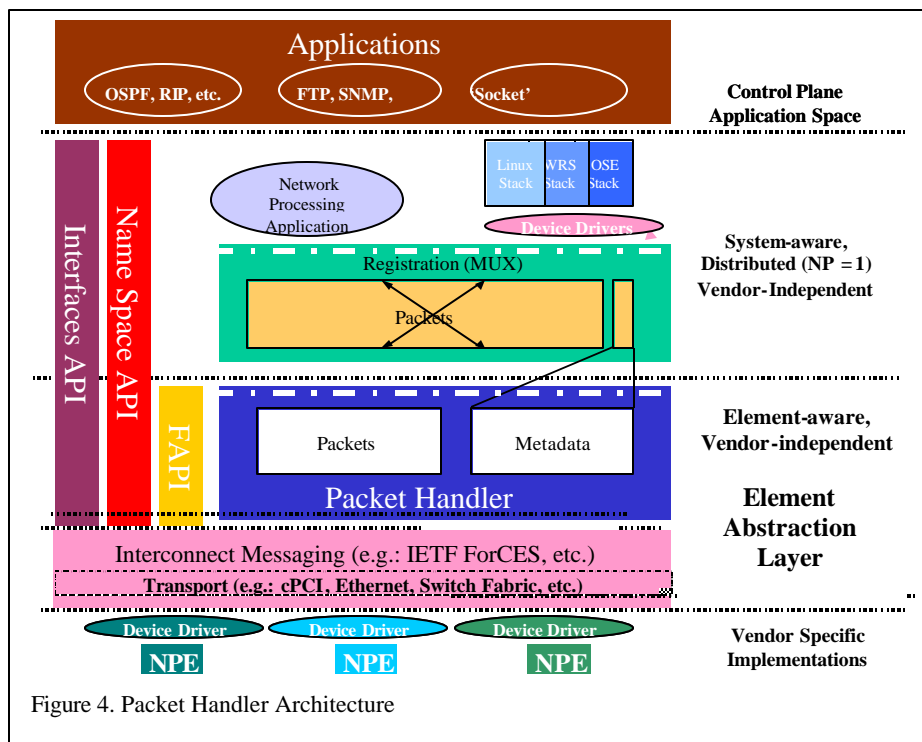 Applications
OSPF, RIP, etc.
FTP, SNMP,
'Socket'
Control Plane
Application Space
Interfaces API
Name Space API
FAPI
Network
Processing
Application
Linux
Stack
WRS
Stack
OSE
Stack
Device Drivers
Registration (MUX)
Packets
System-aware,
Distributed (NP = 1)
Vendor-Independent
Packets
Metadata
Packet Handler
Element-aware,
Vendor-independent
Element
Abstraction
Layer
Interconnect Messaging (e.g.: IETF ForCES, etc.)
Transport (e.g.: cPCI, Ethernet, Switch Fabric, etc.)
Device Driver
Device Driver
Device Driver
NPE
NPE
NPE
Vendor Specific
Implementations
Figure 4. Packet Handler Architecture